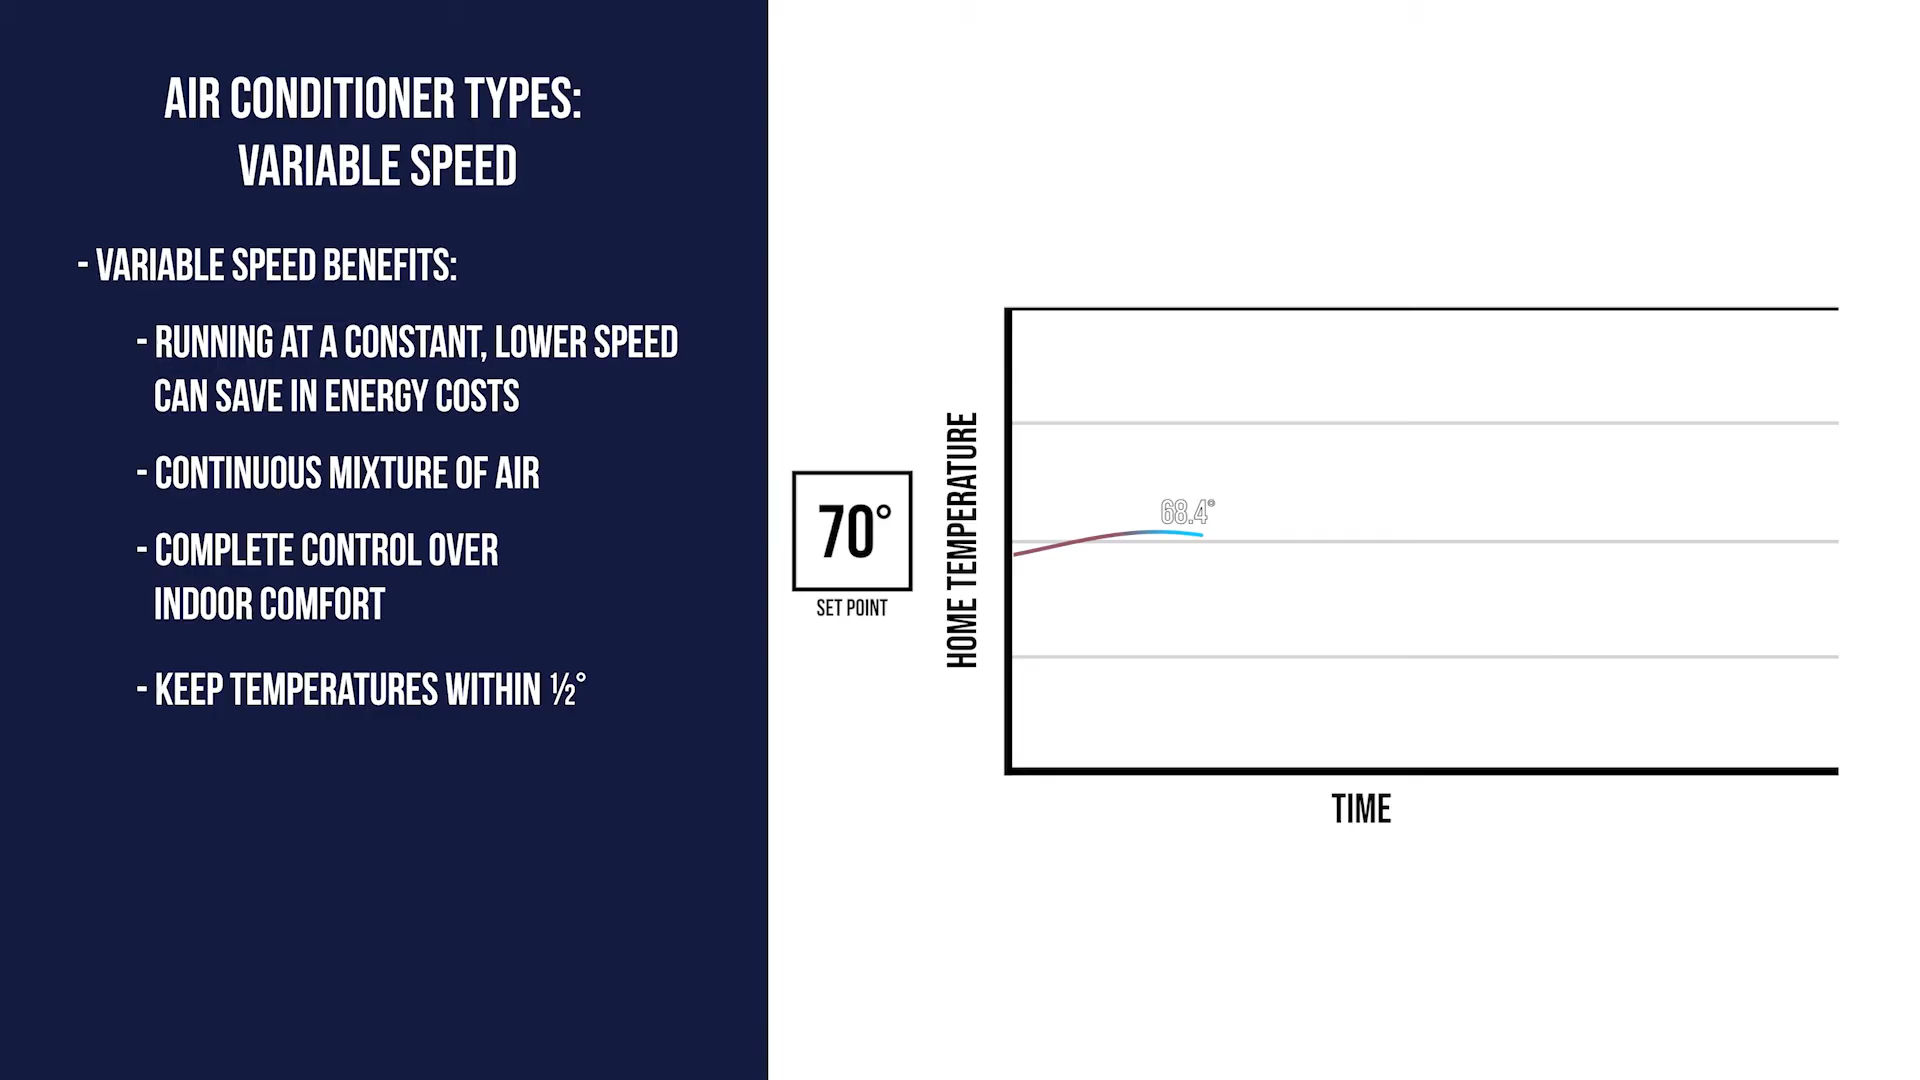 AIR CONDITIONER TYPES:
VARIABLE SPEED
- VARIABLE SPEED BENEFITS:
- RUNNING AT A CONSTANT, LOWER SPEED
CAN SAVE IN ENERGY COSTS
- CONTINUOUS MIXTURE OF AIR
- COMPLETE CONTROL OVER
INDOOR COMFORT
- KEEP TEMPERATURES WITHIN ½°
70°
SET POINT
HOME TEMPERATURE
68.4°
TIME